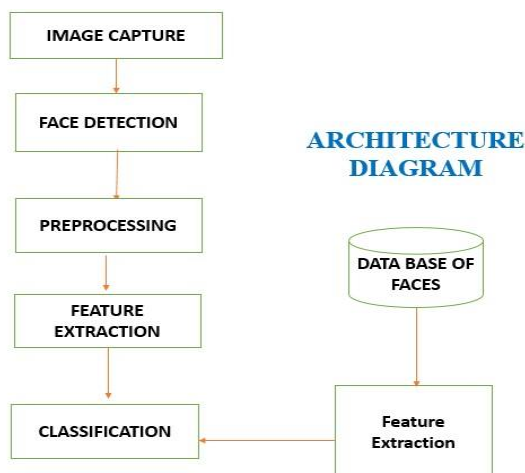 IMAGE CAPTURE
FACE DETECTION
PREPROCESSING
FEATURE
EXTRACTION
CLASSIFICATION
ARCHITECTURE
DIAGRAM
DATA BASE OF
FACES
Feature
Extraction